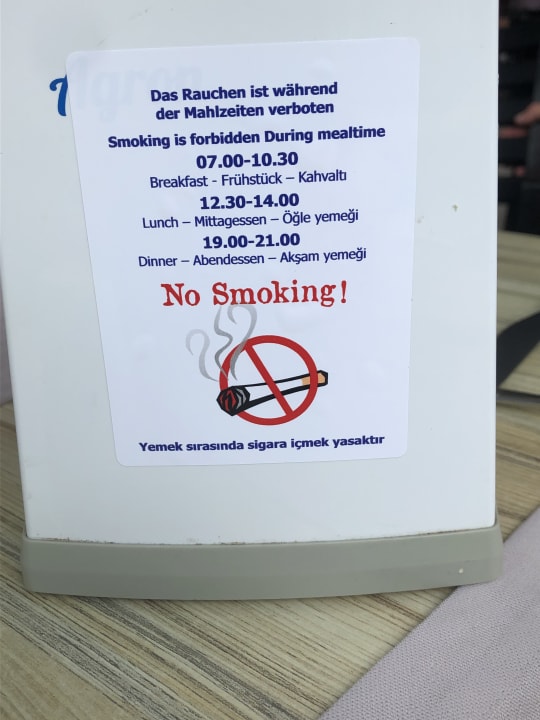 Das Rauchen ist während
der Mahlzeiten verboten
Smoking is forbidden During mealtime
07.00-10.30
Breakfast - Frühstück – Kahvaltı
12.30-14.00
Lunch – Mittagessen – Öğle yemeği
19.00-21.00
Dinner – Abendessen – Akşam yemeği
No Smoking!
Yemek sırasında sigara içmek yasaktır